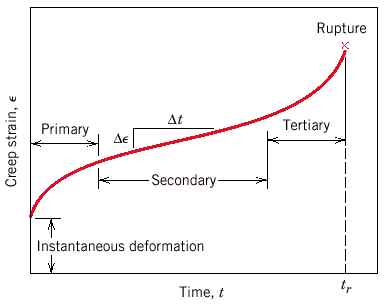 Rupture
Δt
Primary
Δϵ
Tertiary
Creep strain, ϵ
Secondary
Instantaneous deformation
Time, t
tr